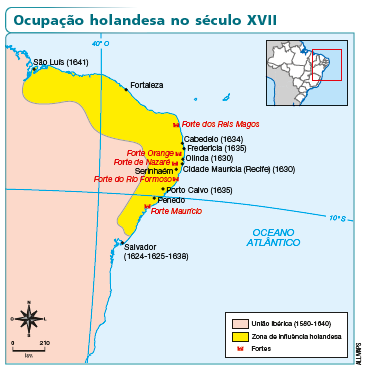 Ocupação holandesa no século XVII
40° O
São Luís (1641)
Fortaleza
Forte dos Reis Magos
Cabedelo (1634)
Fredericia (1635)
Forte Orange
Olinda (1630)
Forte de Nazaré
Cidade Maurícia (Recife) (1630)
Serinhaém
Forte do Rio Formoso
Porto Calvo (1635)
Penedo
Forte Maurício
10° S
OCEANO
ATLÂNTICO
Salvador
(1624-1625-1638)
N
0 210
km
União Ibérica (1580-1640)
Zona de influência holandesa
Fortes